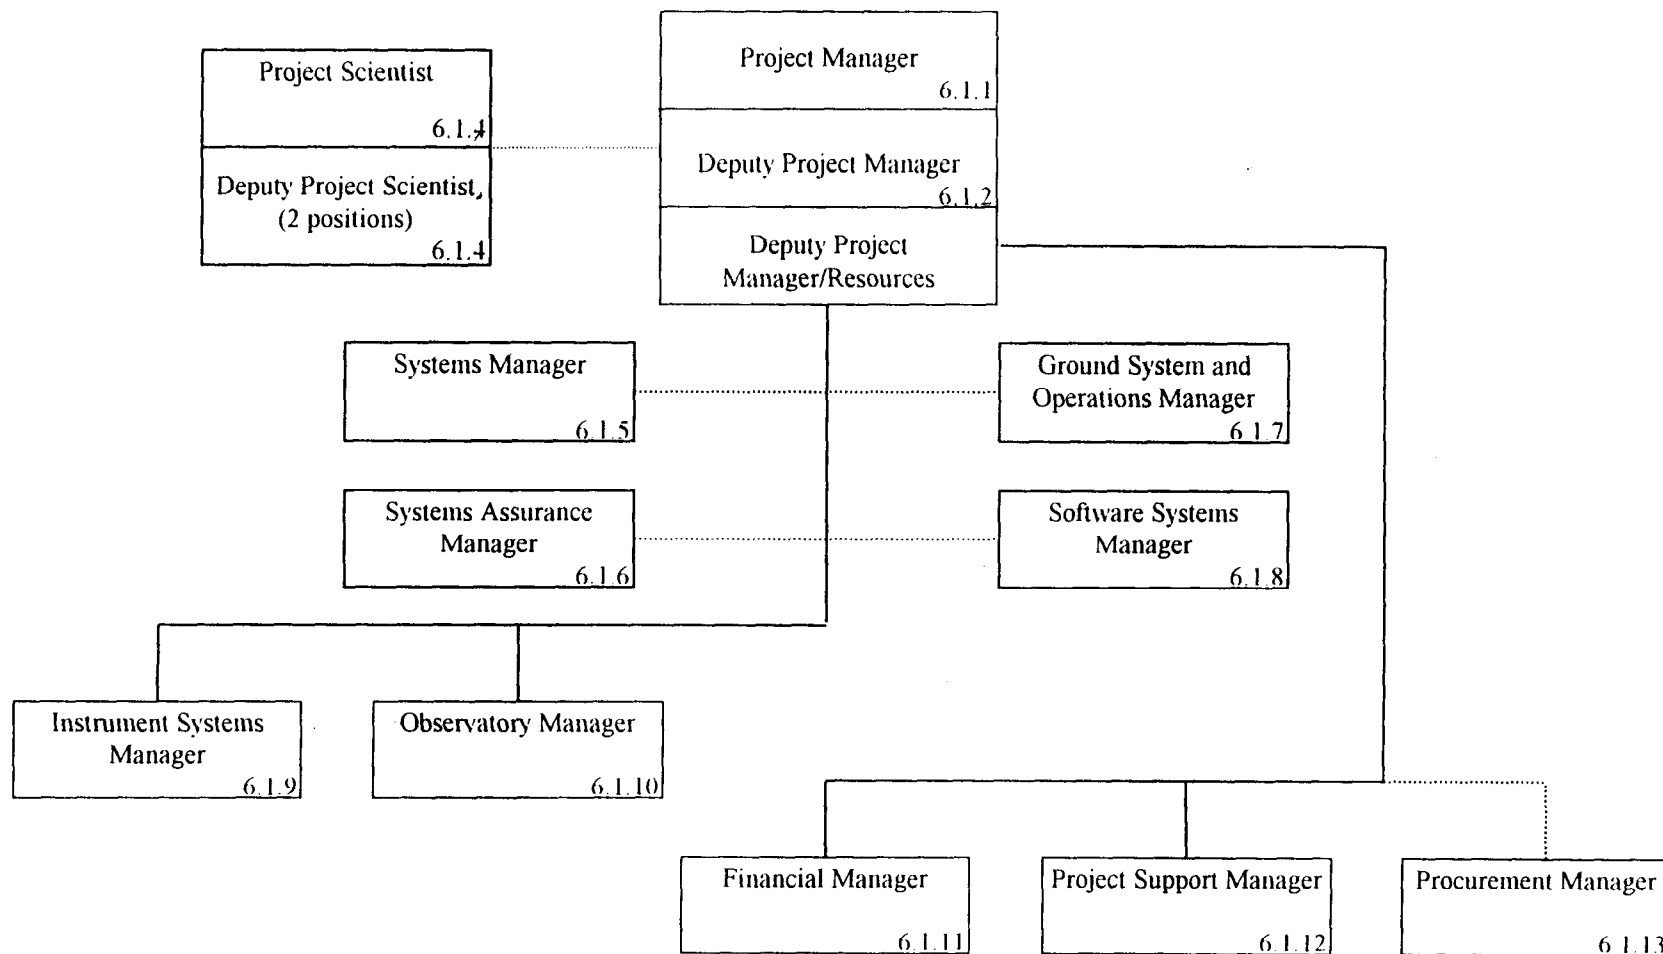 Project Manager
6.1.1
Project Scientist
6.1.4
Deputy Project Manager
6.1.2
Deputy Project Scientist,
(2 positions)
6.1.4
Deputy Project
Manager/Resources
Systems Manager
6.1.5
Ground System and
Operations Manager
6.1.7
Systems Assurance
Manager
6.1.6
Software Systems
Manager
6.1.8
Instrument Systems
Manager
6.1.9
Observatory Manager
6.1.10
Financial Manager
6.1.11
Project Support Manager
6.1.12
Procurement Manager
6.1.13